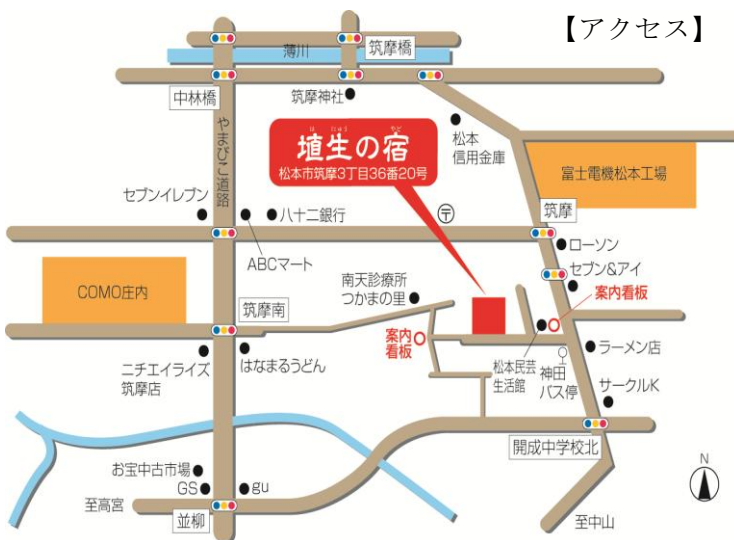 【アクセス】
薄川
筑摩橋
中林橋
筑摩神社
やまびこ道路
はにゅう やど
埴生の宿
松本市筑摩3丁目36番20号
松本
信用金庫
富士電機松本工場
セブンイレブン
八十二銀行
〒
筑摩
ABCマート
ローソン
セブン&アイ
COMO庄内
筑摩南
南天診療所
つかまの里
案内看板
案内
看板
ニチエイライズ
筑摩店
はなまるうどん
松本民芸
生活館
神田
バス停
ラーメン店
サークルK
開成中学校北
お宝中古市場
GS
gu
至高宮
並柳
至中山
N